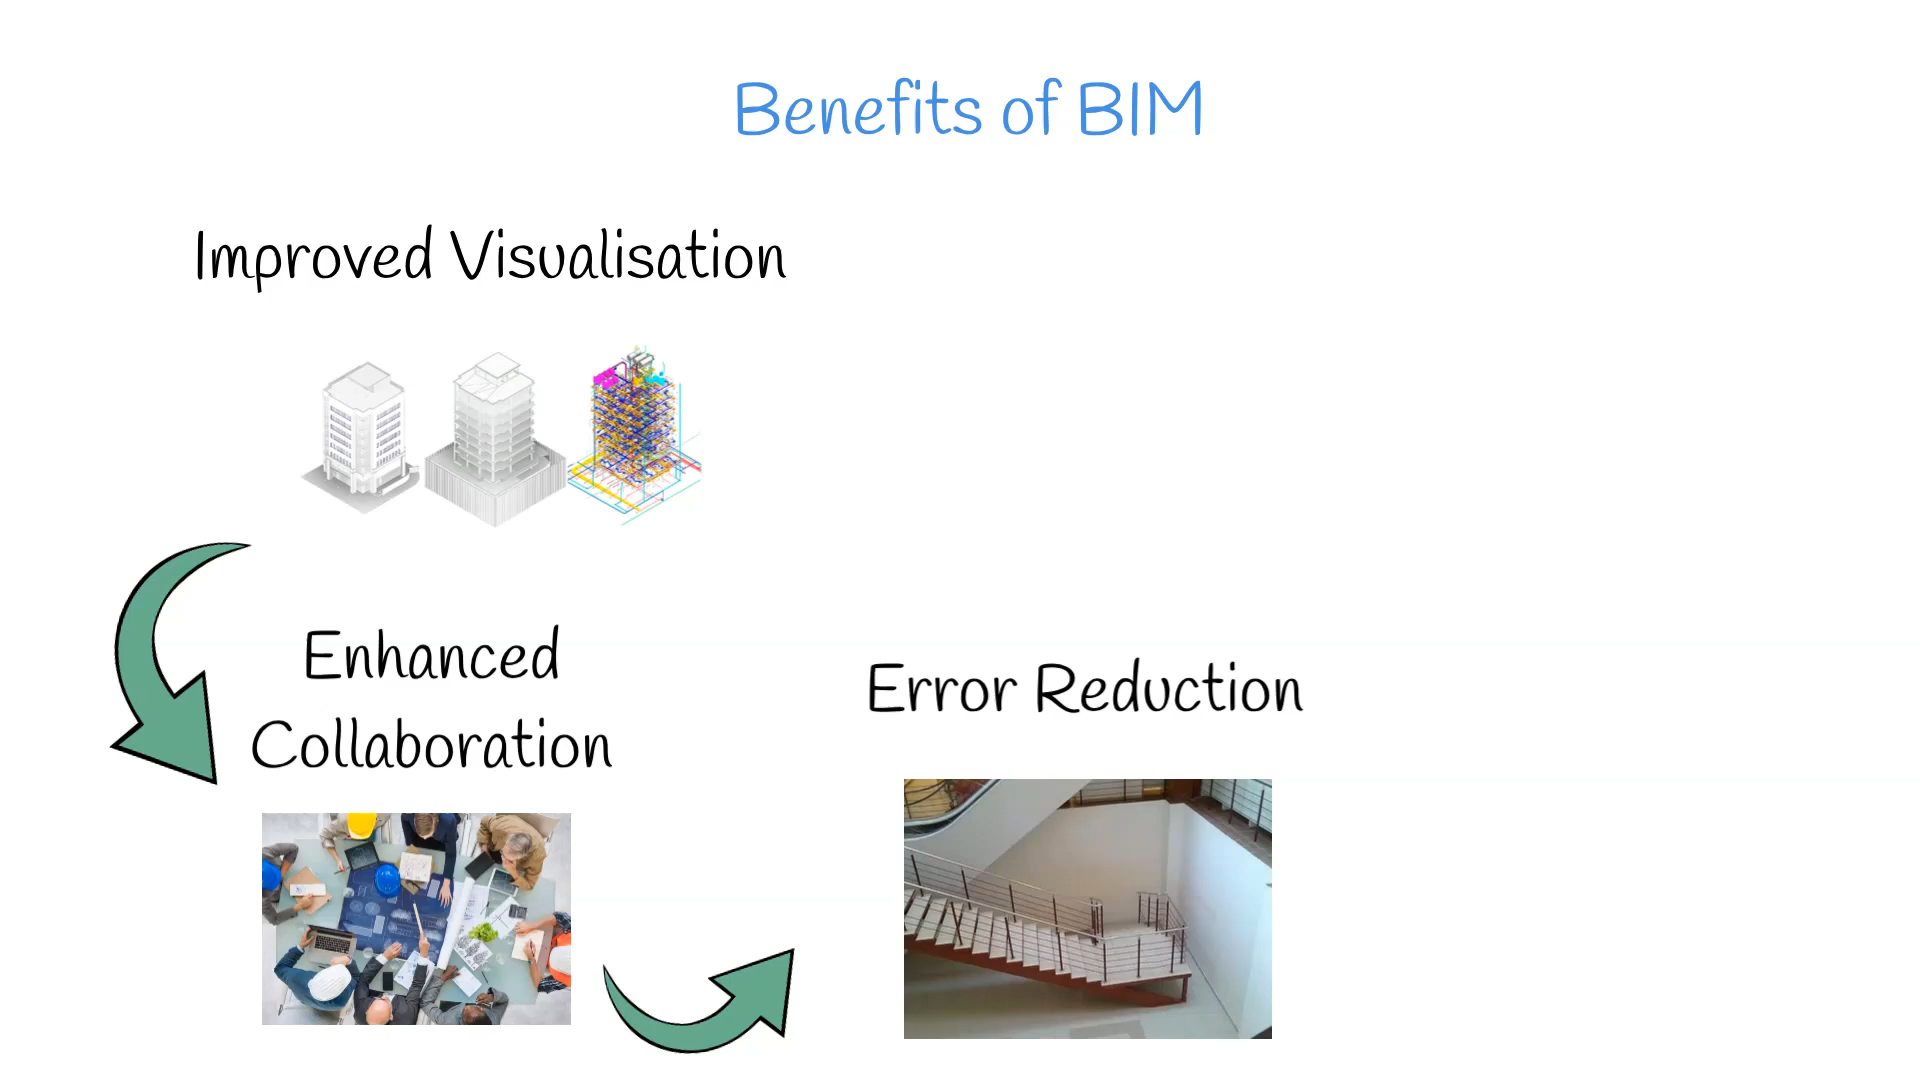 Benefits of BIM
Improved Visualisation
Enhanced
Collaboration
Error Reduction